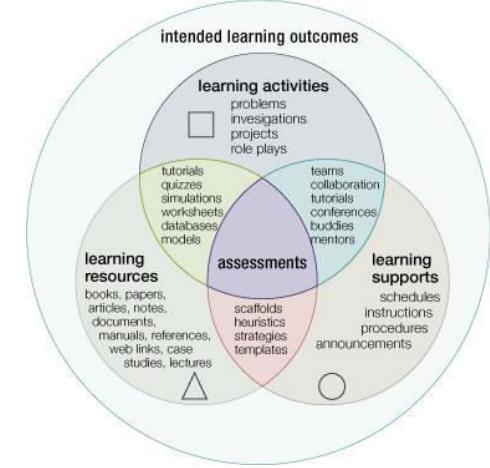 intended learning outcomes
learning activities
problems
invesigations
projects
role plays
tutorials
quizzes
simulations
worksheets
databases
models
teams
collaboration
tutorials
conferences
buddies
mentors
assessments
learning
resources
books, papers,
articles, notes,
documents,
manuals, references,
web links, case
studies, lectures
scaffolds
heuristics
strategies
templates
learning
supports
schedules
instructions
procedures
announcements